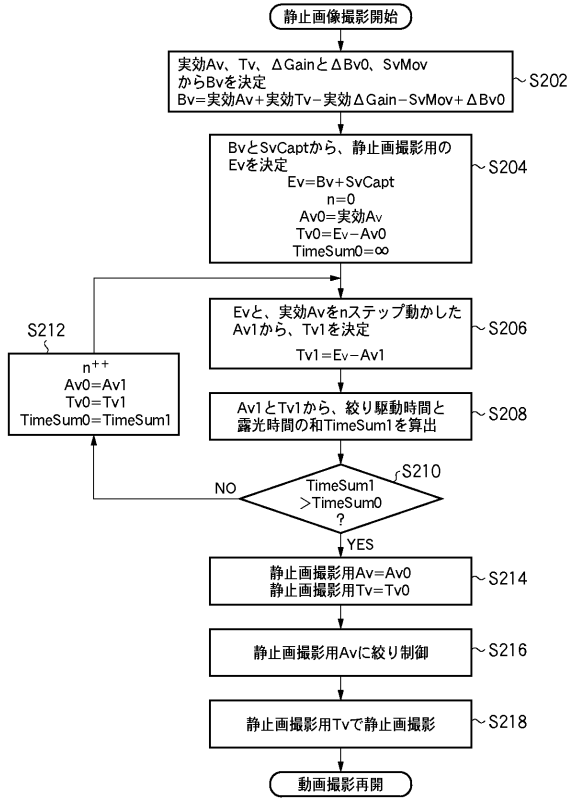 静止画像撮影開始
実効Av、Tv、ΔGainとΔBv0、SvMov
からBvを決定
Bv=実効Av+実効Tv-実効ΔGain-SvMov+ΔBv0
S202
BvとSvCaptから、静止画撮影用の
Evを決定
Ev=Bv+SvCapt
n=0
Av0=実効Av
Tv0=Ev-Av0
TimeSum0=∞
S204
Evと、実効Avをnステップ動かした
Av1から、Tv1を決定
Tv1=Ev-Av1
S206
S212
n++
Av0=Av1
Tv0=Tv1
TimeSum0=TimeSum1
Av1とTv1から、絞り駆動時間と
露光時間の和TimeSum1を算出
S208
S210
TimeSum1
>TimeSum0
?
NO
YES
静止画撮影用Av=Av0
静止画撮影用Tv=Tv0
S214
静止画撮影用Avに絞り制御
S216
静止画撮影用Tvで静止画撮影
S218
動画撮影再開